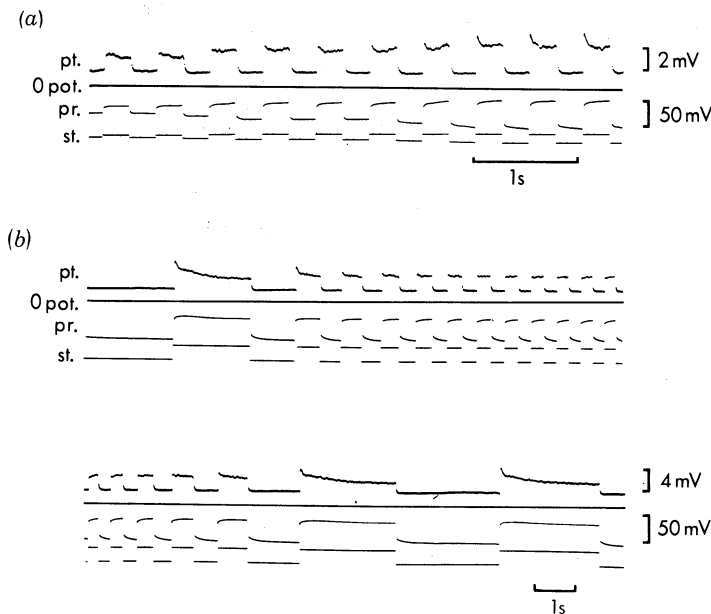 (a)
pt.
2 mV
0 pot.
pr.
50 mV
st.
1s
(b)
pt.
0 pot.
pr.
st.
4 mV
50 mV
1s